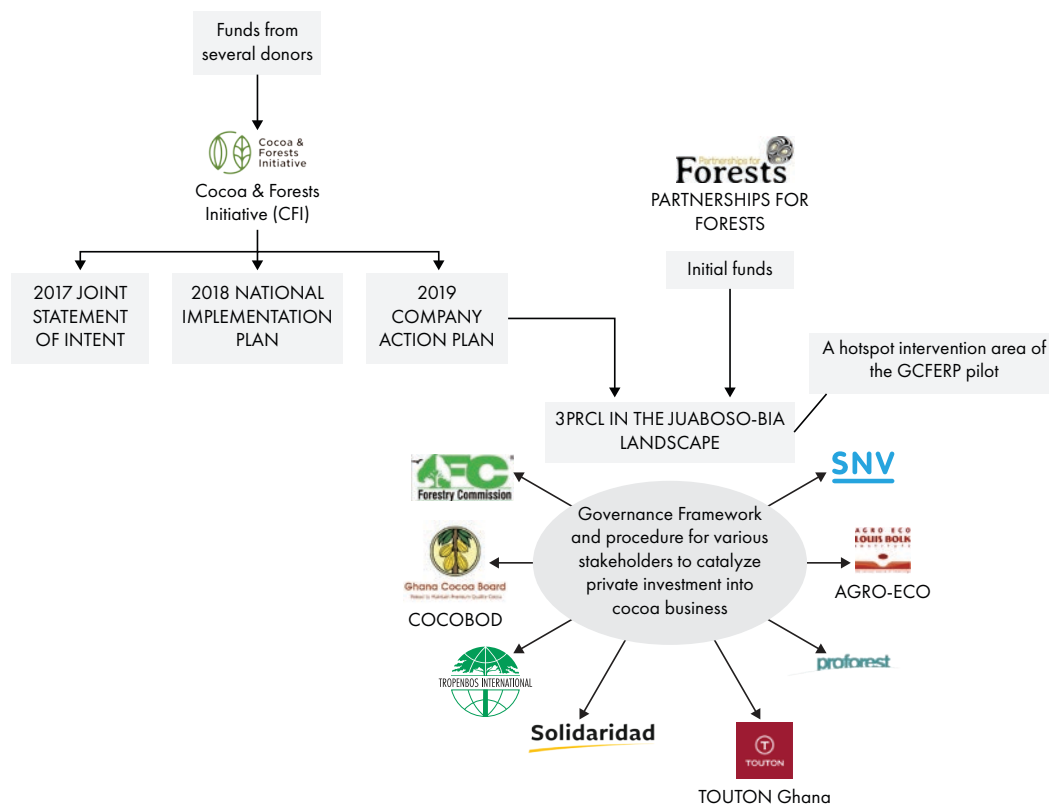 Funds from
several donors
Cocoa &
Forests
Initiative
Cocoa & Forests
Initiative (CFI)
Partnerships for
Forests
PARTNERSHIPS FOR
FORESTS
Initial funds
2017 JOINT
STATEMENT
OF INTENT
2018 NATIONAL
IMPLEMENTATION
PLAN
2019
COMPANY
ACTION PLAN
A hotspot intervention area of
the GCFERP pilot
3PRCL IN THE JUABOSO-BIA
LANDSCAPE
FC
Forestry Commission
SNV
Governance Framework
and procedure for various
stakeholders to catalyze
private investment into
cocoa business
Ghana Cocoa Board
COCOBOD
AGRO ECO
LOUIS BOLK
INSTITUTE
AGRO-ECO
TROPENBOS INTERNATIONAL
proforest
Solidaridad
T
TOUTON
TOUTON Ghana